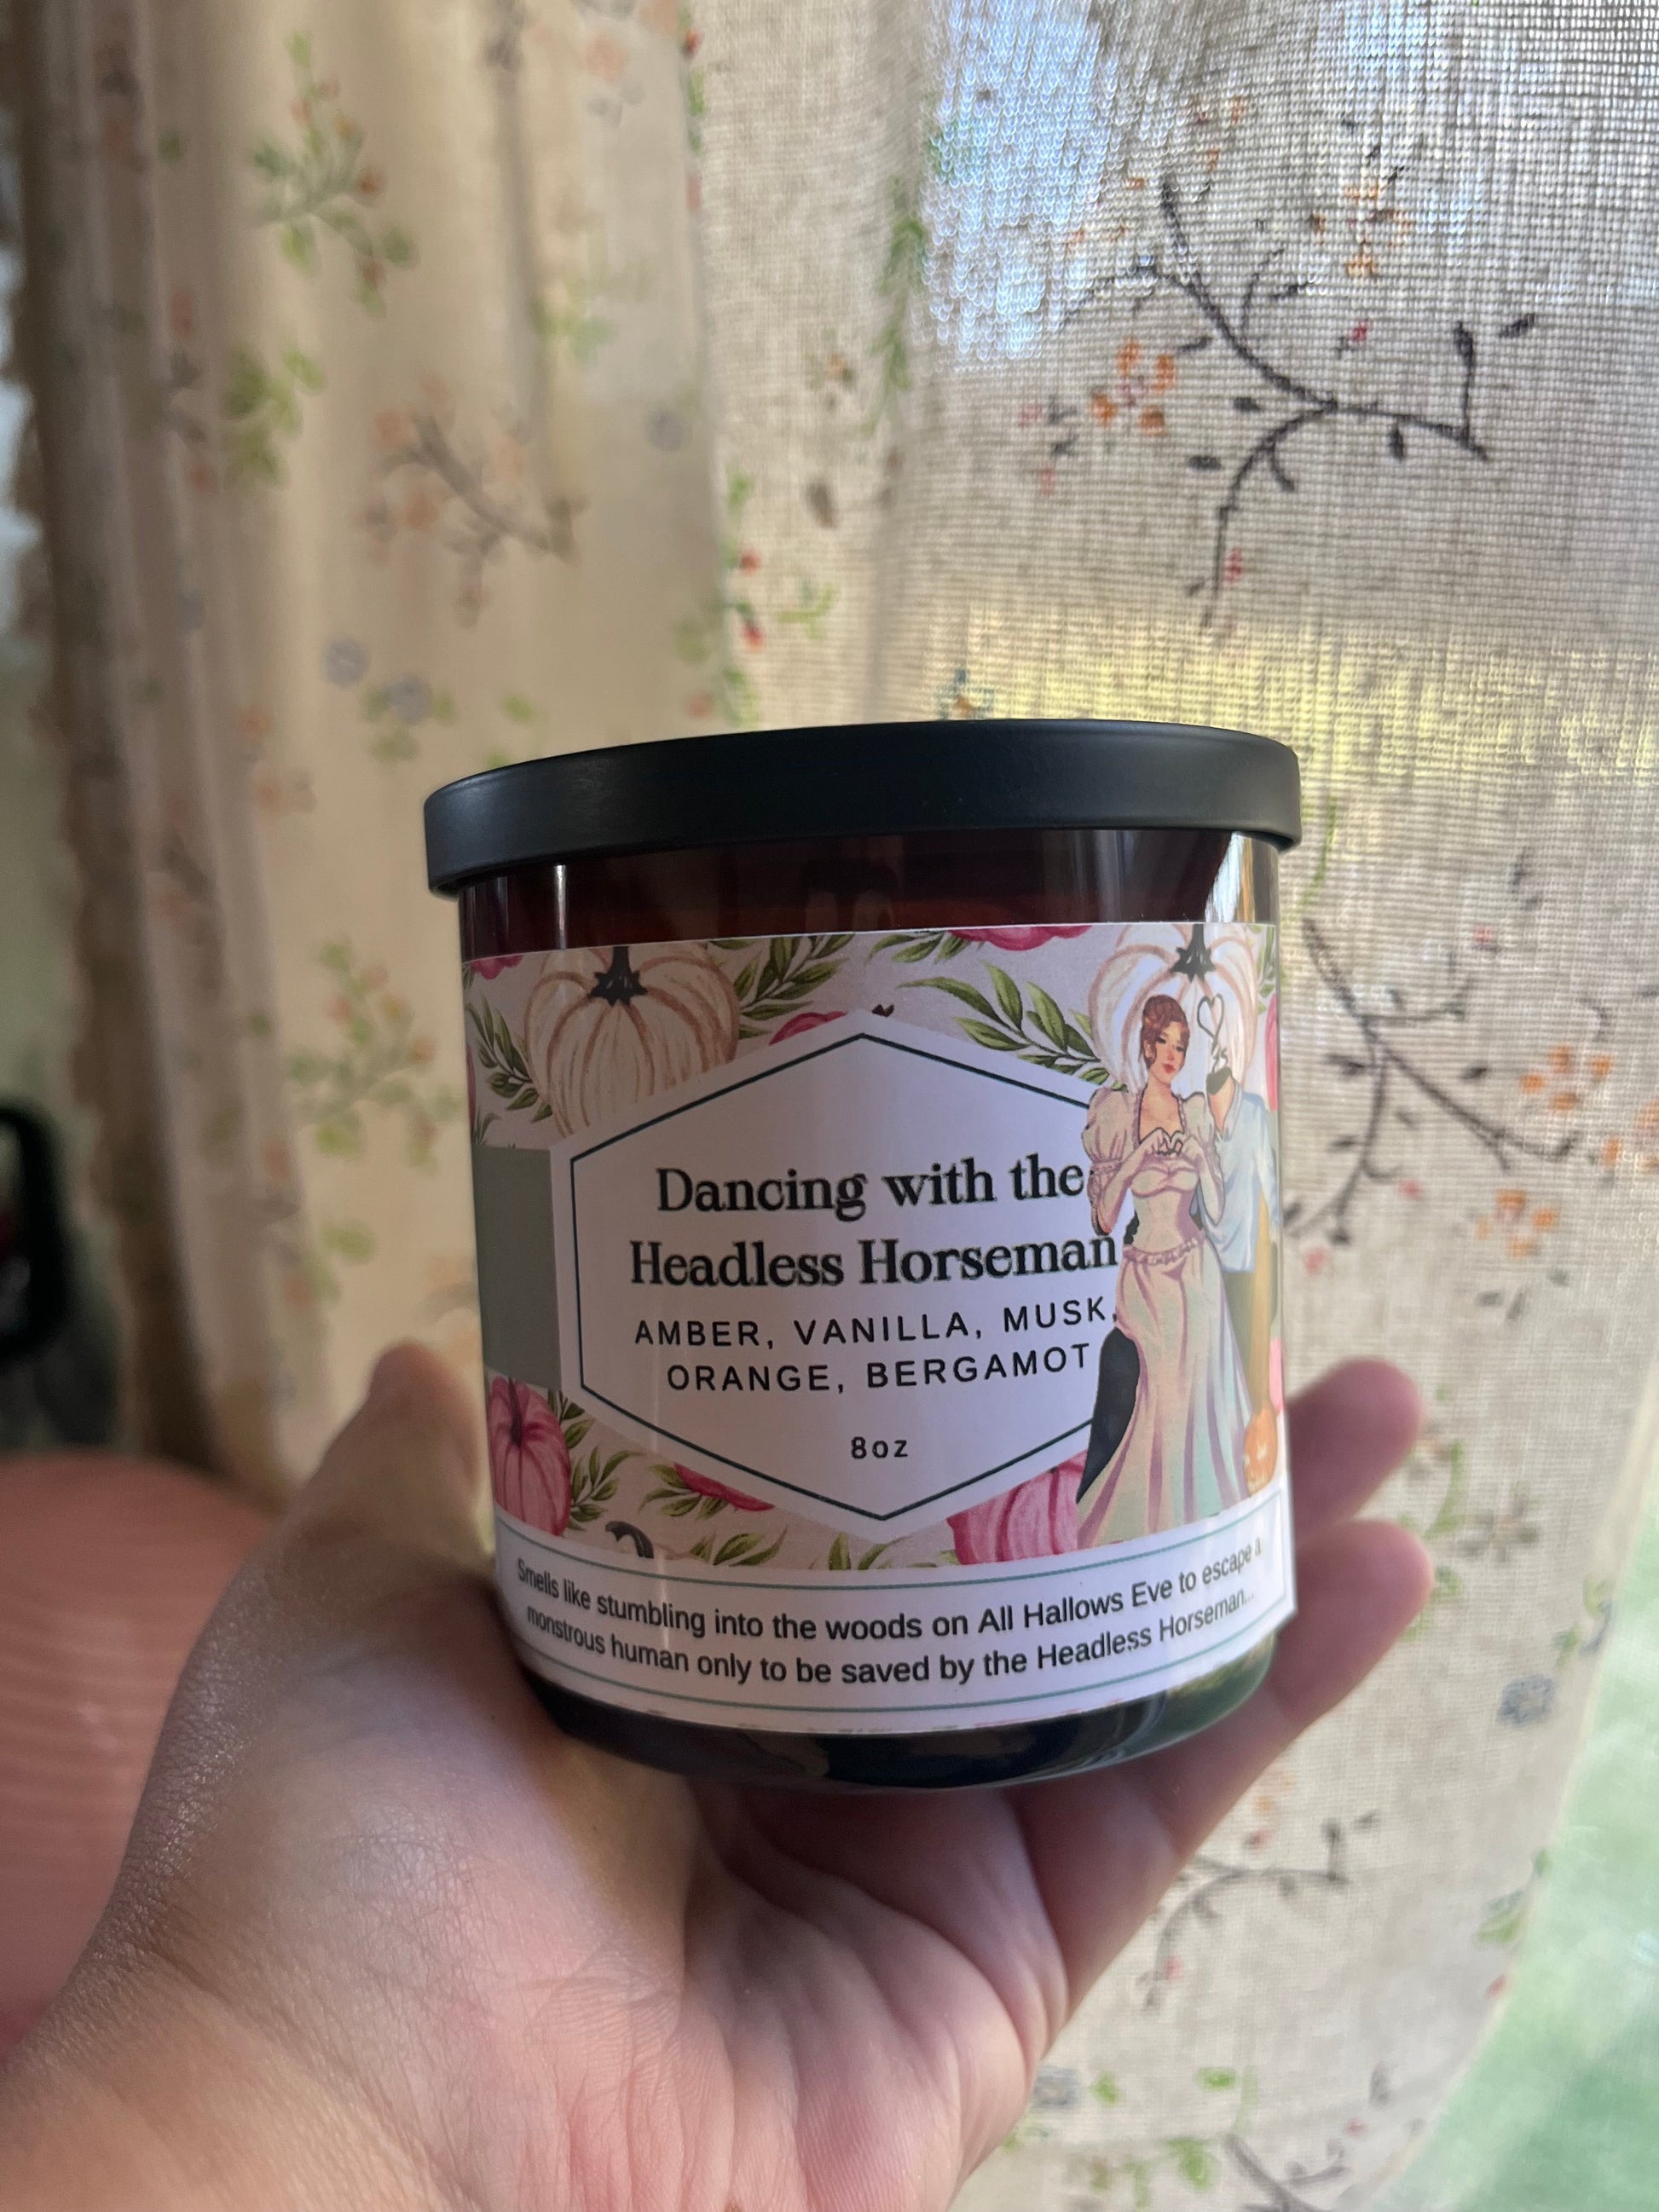 Dancing with the
Headless Horseman
AMBER, VANILLA, MUSK,
ORANGE, BERGAMOT
8oz
Smells like stumbling into the woods on All Hallows Eve to escape a
monstrous human only to be saved by the Headless Horseman...